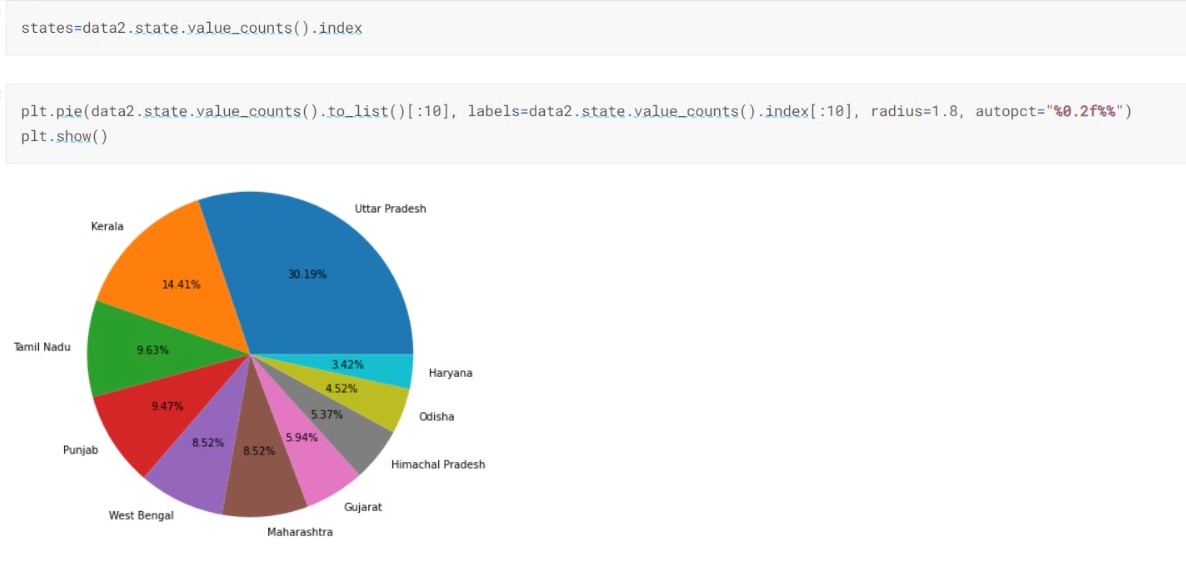 states=data2.state.value_counts().index
plt.pie(data2.state.value_counts().to_list()[:10], labels=data2.state.value_counts().index[:10], radius=1.8, autopct="%0.2f%%")
plt.show()
Uttar Pradesh
Kerala
30.19%
14.41%
Tamil Nadu
9.63%
3.42%
Haryana
4.52%
9.47%
5.37%
Odisha
5.94%
8.52%
8.52%
Punjab
Himachal Pradesh
Gujarat
West Bengal
Maharashtra